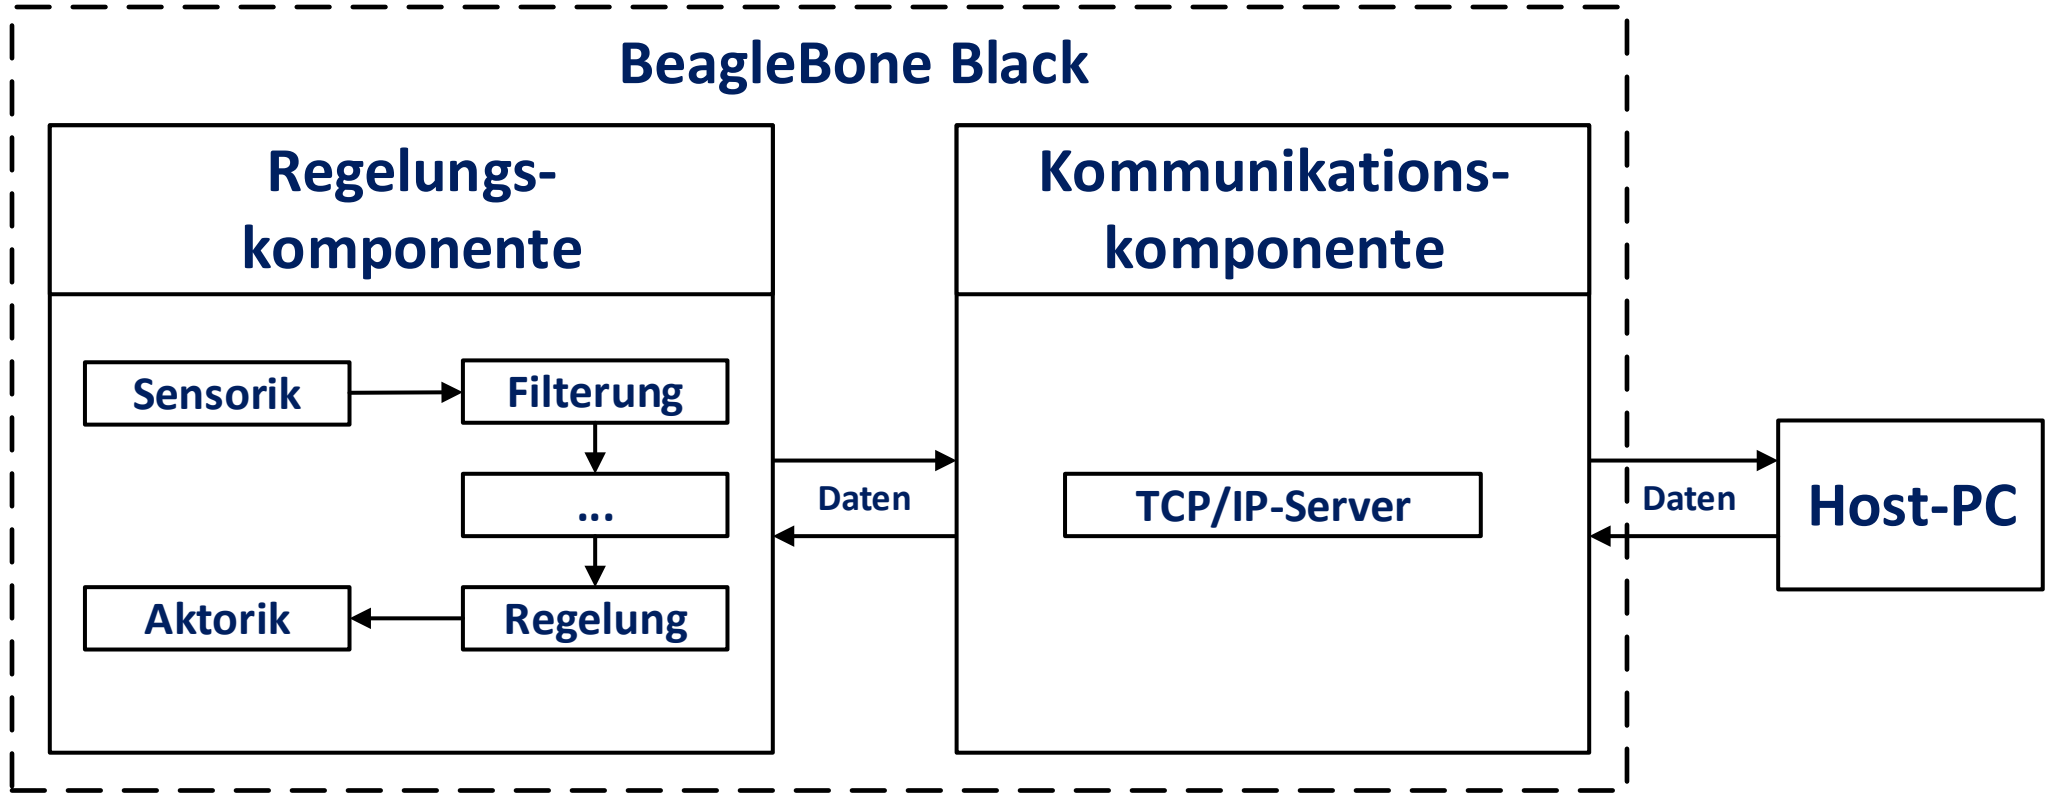 BeagleBone Black
Regelungs-
komponente
Sensorik
Filterung
...
Regelung
Aktorik
Daten
Kommunikations-
komponente
TCP/IP-Server
Daten
Host-PC